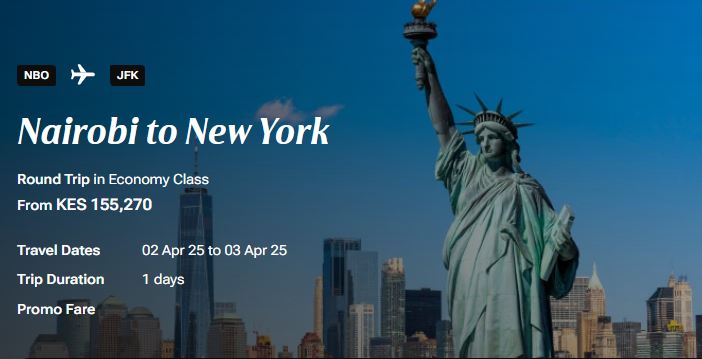 NBO JFK
Nairobi to New York
Round Trip in Economy Class
From KES 155,270
Travel Dates 02 Apr 25 to 03 Apr 25
Trip Duration 1 days
Promo Fare